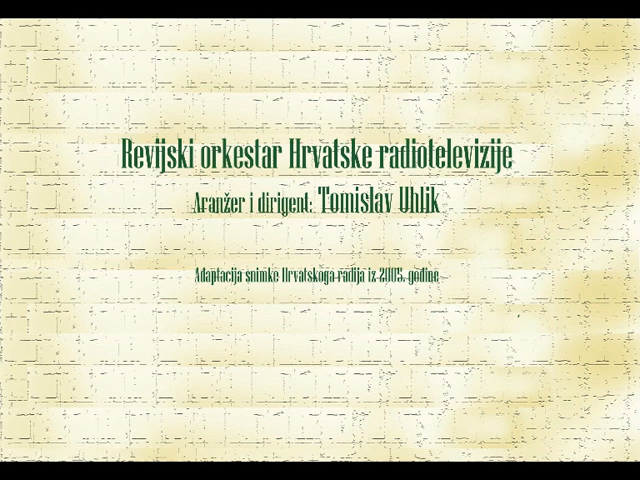 Revijski orkestar Hrvatske radiotelevizije
Aranžer i dirigent: Tomislav Uhlik
Adaptacija snimke Hrvatskoga radija iz 2005. godine